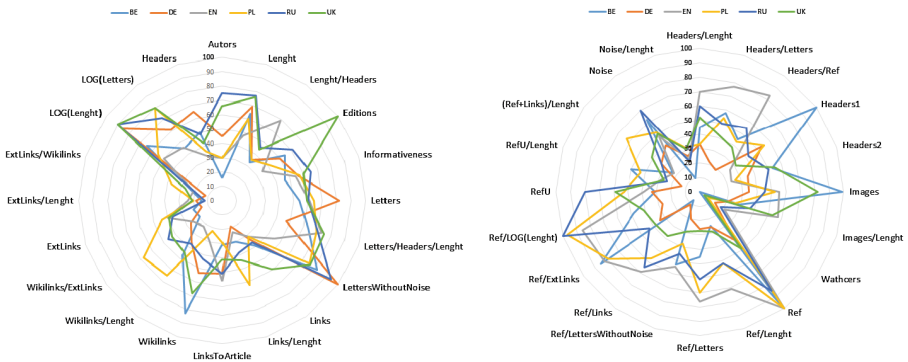 BE DE EN PL RU UK
Autors
Lenght
Lenght/Headers
Editions
Informativeness
Letters
Letters/Headers/Lenght
LettersWithoutNoise
Links
Links/Lenght
LinksToArticle
Wikilinks
Wikilinks/Lenght
Wikilinks/ExtLinks
ExtLinks
ExtLinks/Lenght
ExtLinks/Wikilinks
LOG(Lenght)
LOG(Letters)
Headers
100
90
80
70
60
50
40
30
20
10
0
BE DE EN PL RU UK
Headers/Lenght
Headers/Letters
Headers/Ref
Headers1
Headers2
Images
Images/Lenght
Wathcers
Ref
Ref/Lenght
Ref/Letters
Ref/LettersWithoutNoise
Ref/Links
Ref/ExtLinks
Ref/LOG(Lenght)
RefU
RefU/Lenght
(Ref+Links)/Lenght
Noise
Noise/Lenght
100
90
80
70
60
50
40
30
20
10
0